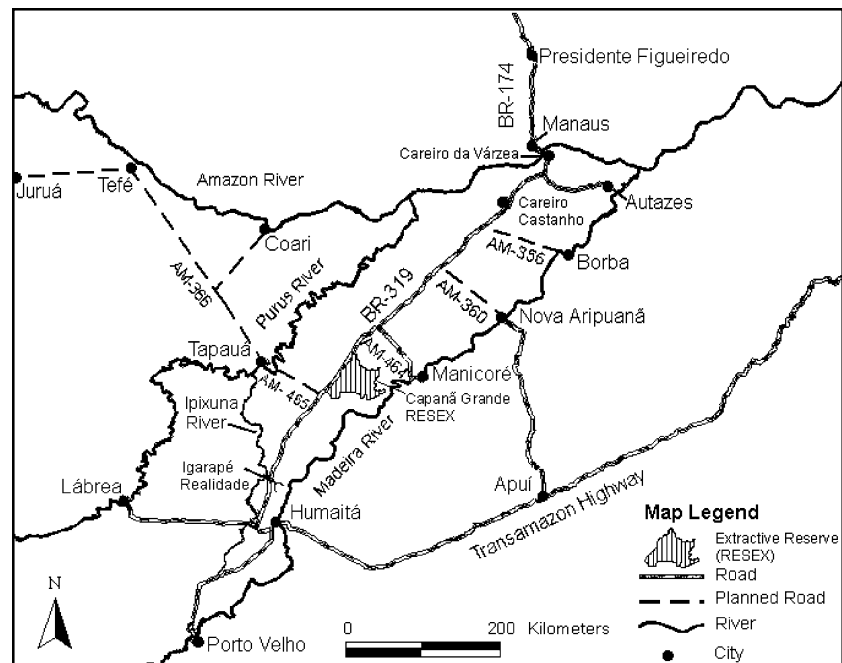 Presidente Figueiredo
BR-174
Manaus
Careiro da Várzea
Juruá
Tefé
Amazon River
Careiro
Castanho
Autazes
Coari
AM-366
Purus River
BR-319
AM-356
Borba
AM-360
Nova Aripuanã
Tapauá
AM-465
AM-464
Manicoré
Capanã Grande
RESEX
Ipixuna
River
Madeira River
Igarapé
Realidade
Lábrea
Humaitá
Apuí
Transamazon Highway
Porto Velho
N
0 200 Kilometers
Map Legend
Extractive Reserve
(RESEX)
Road
Planned Road
River
City